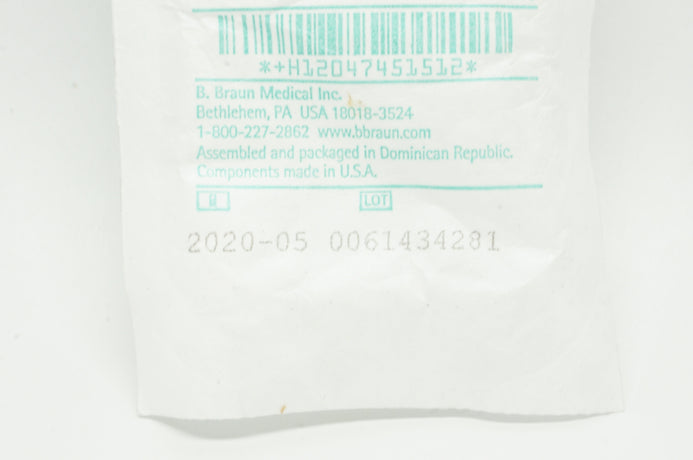 *+H12047451512*
B. Braun Medical Inc.
Bethlehem, PA USA 18018-3524
1-800-227-2862 www.bbraun.com
Assembled and packaged in Dominican Republic.
Components made in U.S.A.
LOT
2020-05 0061434281